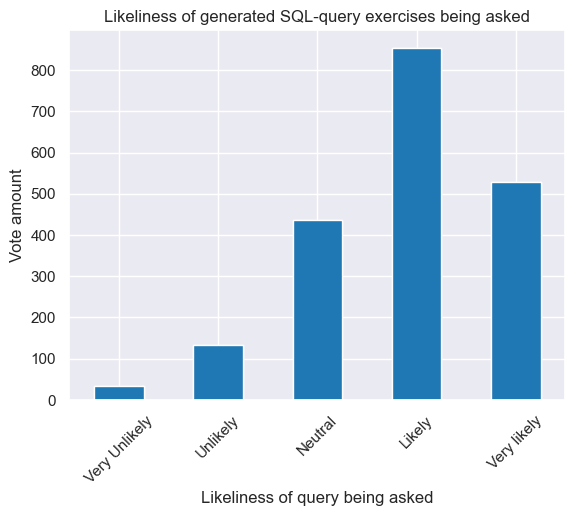 Likeliness of generated SQL-query exercises being asked
Vote amount
800
700
600
500
400
300
200
100
0
Very Unlikely
Unlikely
Neutral
Likely
Very likely
Likeliness of query being asked